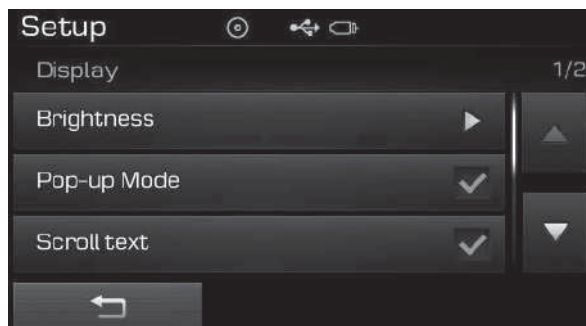 Setup
Display 1/2
Brightness
Pop-up Mode
Scroll text